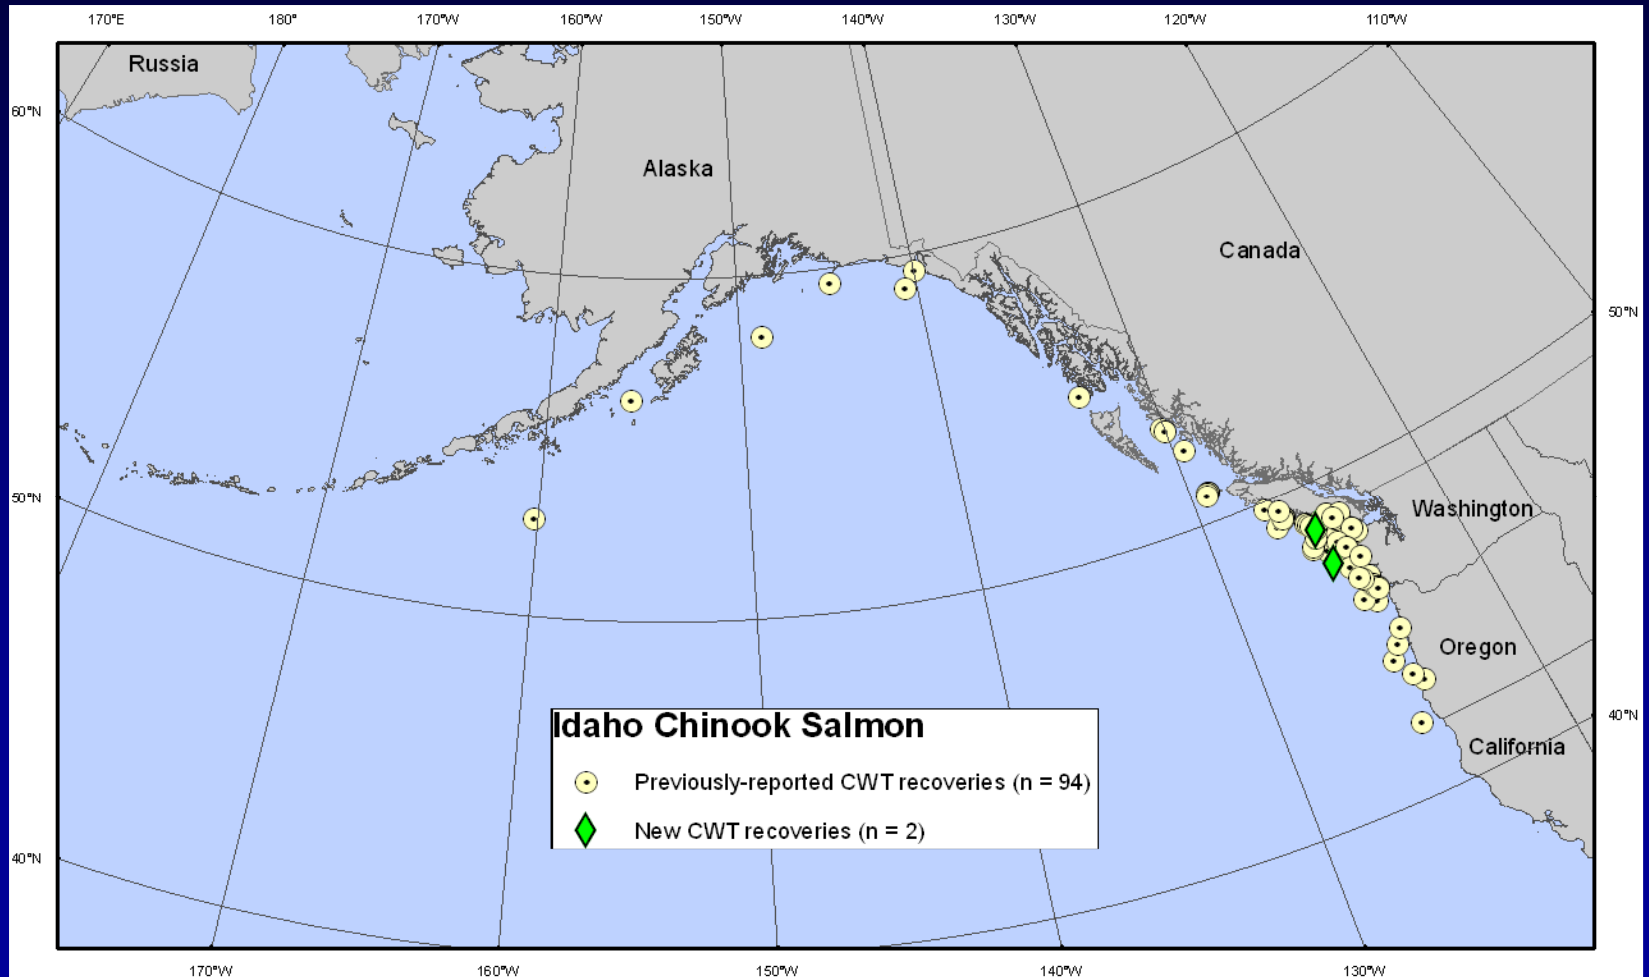 170°E 180° 170°W 160°W 150°W 140°W 130°W 120°W 110°W
Russia
60°N
Alaska
Canada
50°N
50°N
Washington
Oregon
Idaho Chinook Salmon
40°N
California
Previously-reported CWT recoveries (n = 94)
New CWT recoveries (n = 2)
40°N
170°W 160°W 150°W 140°W 130°W